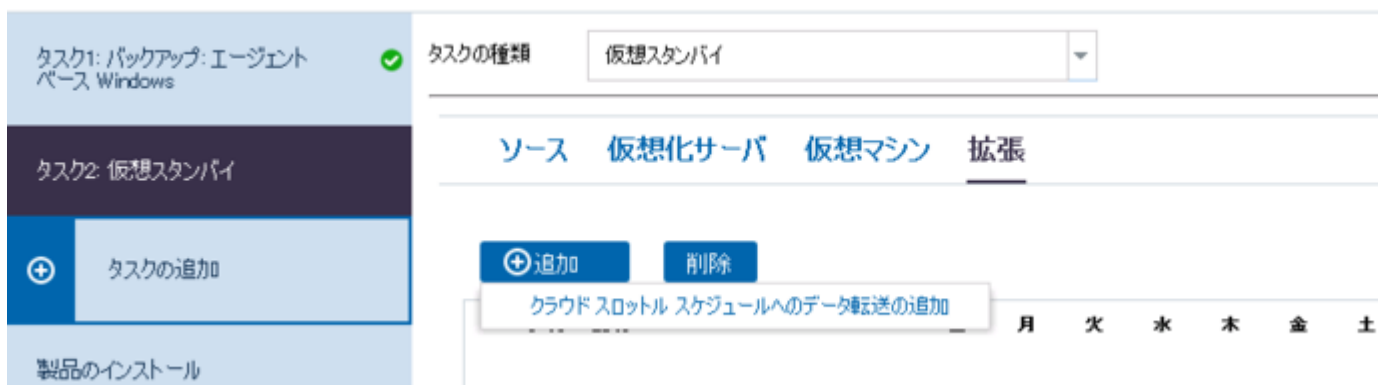 タスク1: バックアップ: エージェント
ベース Windows
タスクの種類
仮想スタンバイ
タスク2: 仮想スタンバイ
ソース 仮想化サーバ 仮想マシン 拡張
タスクの追加
追加 削除
クラウド スロットル スケジュールへのデータ転送の追加
月 火 水 木 金 土
製品のインストール